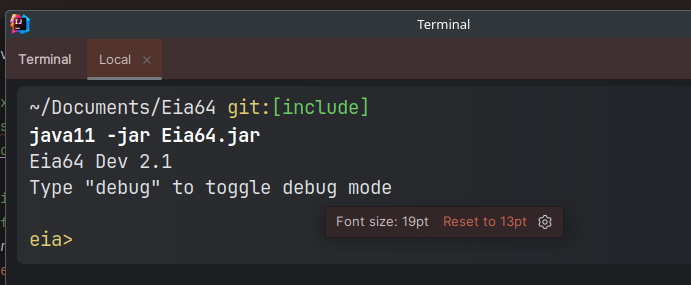 Terminal
Terminal Local ×
~/Documents/Eia64 git:[include]
java11 -jar Eia64.jar
Eia64 Dev 2.1
Type "debug" to toggle debug mode
Font size: 19pt Reset to 13pt
eia>